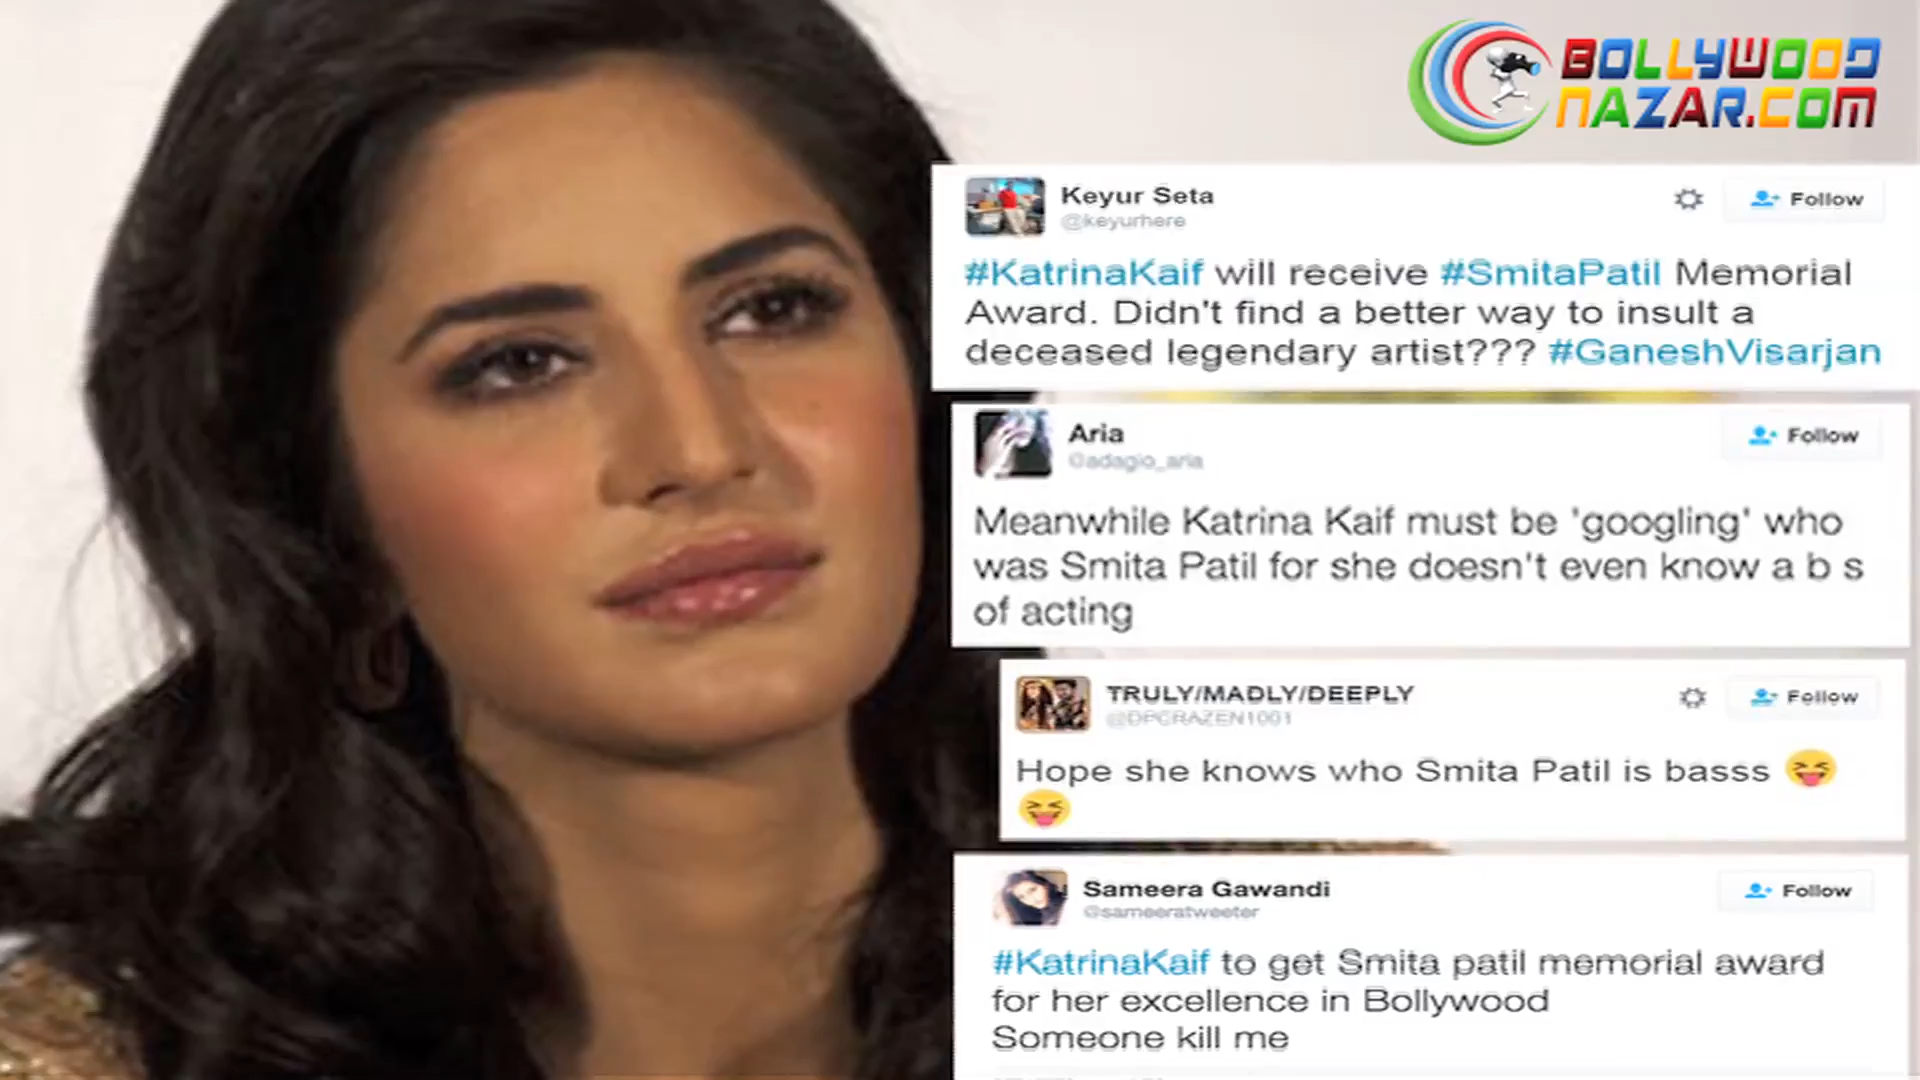 BOLLYWOOD
NAZAR.COM
Keyur Seta
Follow
@keyurhere
#KatrinaKaif will receive #SmitaPatil Memorial
Award. Didn't find a better way to insult a
deceased legendary artist??? #GaneshVisarjan
Aria
Follow
@adagio_aria
Meanwhile Katrina Kaif must be 'googling' who
was Smita Patil for she doesn't even know a b s
of acting
TRULY/MADLY/DEEPLY
Follow
@DPCRAZEN1001
Hope she knows who Smita Patil is basss 😝
😝
Sameera Gawandi
Follow
@sameeratweeter
#KatrinaKaif to get Smita patil memorial award
for her excellence in Bollywood
Someone kill me